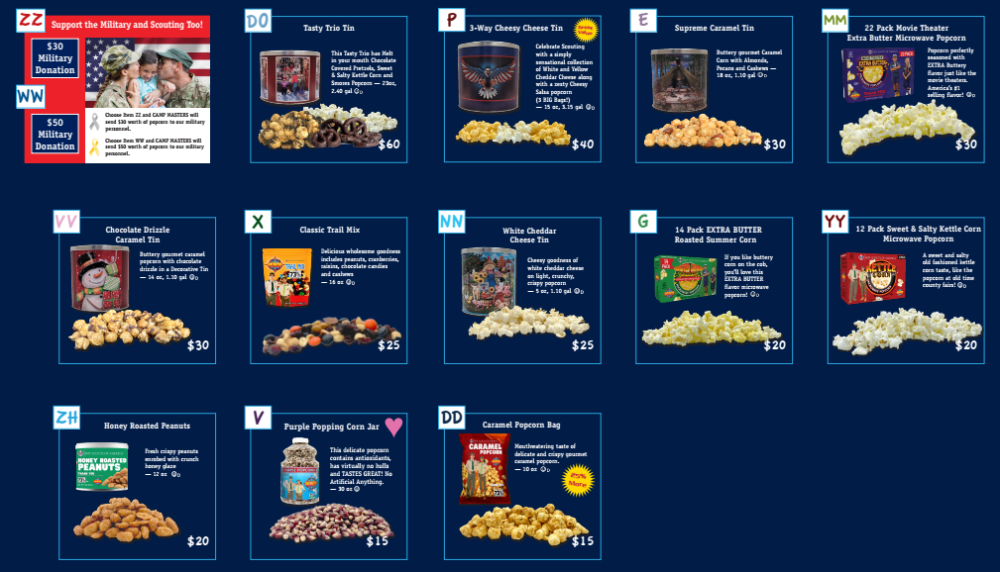 ZZ
Support the Military and Scouting Too!
$30
Military
Donation
WW
$50
Military
Donation
Choose Item ZZ and CAMP MASTERS will
send $30 worth of popcorn to our military
personnel.
Choose Item WW and CAMP MASTERS will
send $50 worth of popcorn to our military
personnel.
DO
Tasty Trio Tin
This Tasty Trio has Melt
in your mouth Chocolate
Covered Pretzels, Sweet
& Salty Kettle Corn and
Smores Popcorn — 23oz,
2.40 gal
$60
P
3-Way Cheesy Cheese Tin
Celebrate Scouting
with a simply
sensational collection
of White and Yellow
Cheddar Cheese along
with a zesty Cheesy
Salsa popcorn
(3 BIG Bags!)
— 15 oz, 3.15 gal
$40
E
Supreme Caramel Tin
Buttery gourmet Caramel
Corn with Almonds,
Pecans and Cashews —
18 oz, 1.10 gal
$30
MM
22 Pack Movie Theater
Extra Butter Microwave Popcorn
EXTRA BUTTER
Popcorn perfectly
seasoned with
EXTRA Buttery
flavor just like the
movie theaters.
America's #1
selling flavor!
$30
VV
Chocolate Drizzle
Caramel Tin
Buttery gourmet caramel
popcorn with chocolate
drizzle in a Decorative Tin
— 14 oz, 1.10 gal
$30
X
Classic Trail Mix
Delicious wholesome goodness
includes peanuts, cranberries,
raisins, chocolate candies
and cashews
— 16 oz
$25
NN
White Cheddar
Cheese Tin
Cheesy goodness of
white cheddar cheese
on light, crunchy,
crispy popcorn
— 5 oz, 1.10 gal
$25
G
14 Pack EXTRA BUTTER
Roasted Summer Corn
If you like buttery
corn on the cob,
you'll love this
EXTRA BUTTER
flavor microwave
popcorn!
$20
YY
12 Pack Sweet & Salty Kettle Corn
Microwave Popcorn
KETTLE
CORN
A sweet and salty
old fashioned kettle
corn taste, like the
popcorn at old time
county fairs!
$20
ZH
Honey Roasted Peanuts
HONEY ROASTED
PEANUTS
Fresh crispy peanuts
enrobed with crunch
honey glaze
— 12 oz
$20
V
Purple Popping Corn Jar
This delicate popcorn
contains antioxidants,
has virtually no hulls
and TASTES GREAT! No
Artificial Anything.
— 30 oz
$15
DD
Caramel Popcorn Bag
CARAMEL
POPCORN
Mouthwatering taste of
delicate and crispy gourmet
caramel popcorn.
— 10 oz
25%
More
$15